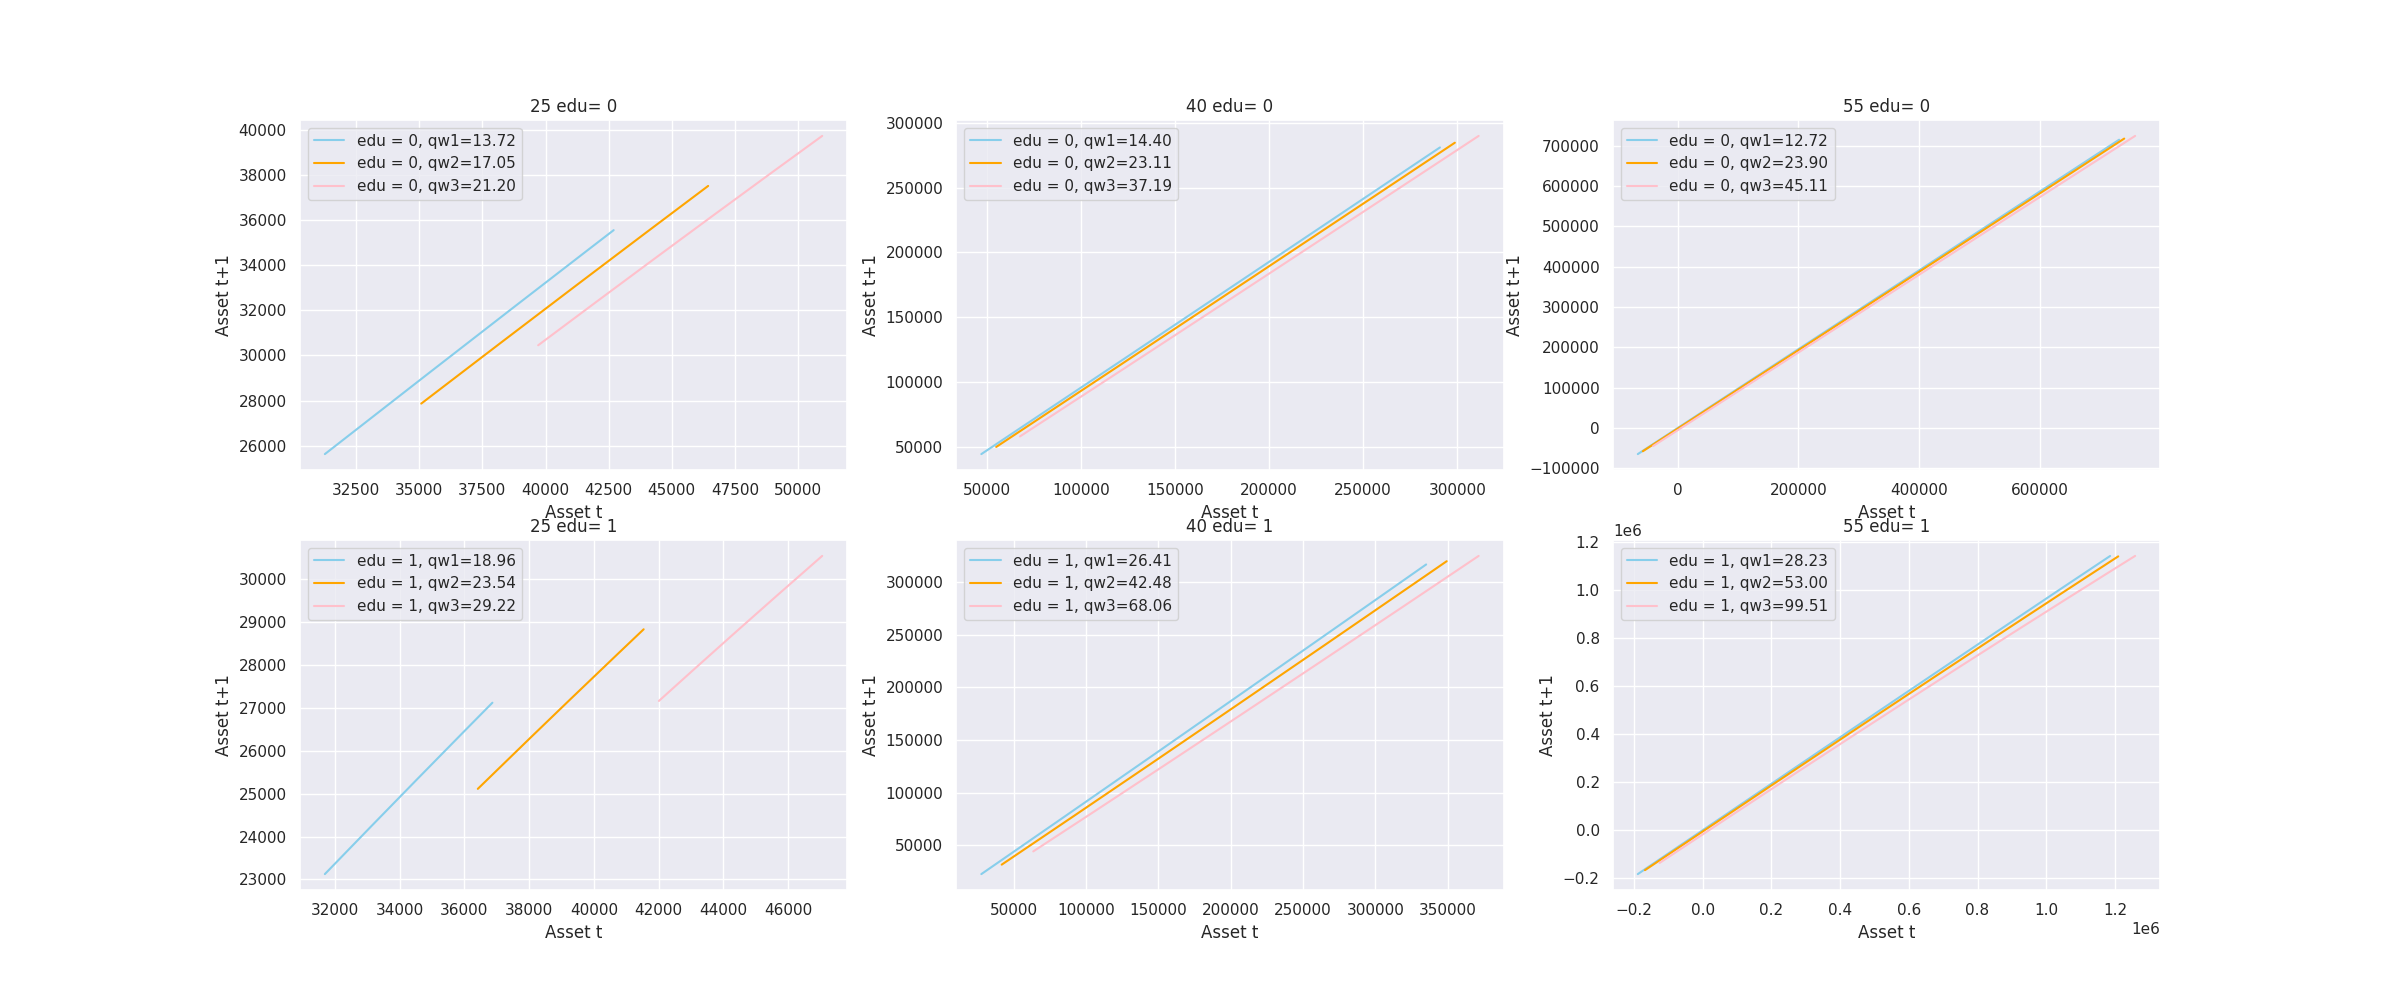 25 edu= 0
edu = 0, qw1=13.72
edu = 0, qw2=17.05
edu = 0, qw3=21.20
Asset t+1
40000
38000
36000
34000
32000
30000
28000
26000
32500 35000 37500 40000 42500 45000 47500 50000
Asset t
40 edu= 0
edu = 0, qw1=14.40
edu = 0, qw2=23.11
edu = 0, qw3=37.19
Asset t+1
300000
250000
200000
150000
100000
50000
50000 100000 150000 200000 250000 300000
Asset t
55 edu= 0
edu = 0, qw1=12.72
edu = 0, qw2=23.90
edu = 0, qw3=45.11
Asset t+1
700000
600000
500000
400000
300000
200000
100000
0
−100000
0 200000 400000 600000
Asset t
25 edu= 1
edu = 1, qw1=18.96
edu = 1, qw2=23.54
edu = 1, qw3=29.22
Asset t+1
30000
29000
28000
27000
26000
25000
24000
23000
32000 34000 36000 38000 40000 42000 44000 46000
Asset t
40 edu= 1
edu = 1, qw1=26.41
edu = 1, qw2=42.48
edu = 1, qw3=68.06
Asset t+1
300000
250000
200000
150000
100000
50000
50000 100000 150000 200000 250000 300000 350000
Asset t
55 edu= 1
1e6
edu = 1, qw1=28.23
edu = 1, qw2=53.00
edu = 1, qw3=99.51
Asset t+1
1.2
1.0
0.8
0.6
0.4
0.2
0.0
−0.2
−0.2 0.0 0.2 0.4 0.6 0.8 1.0 1.2
1e6
Asset t